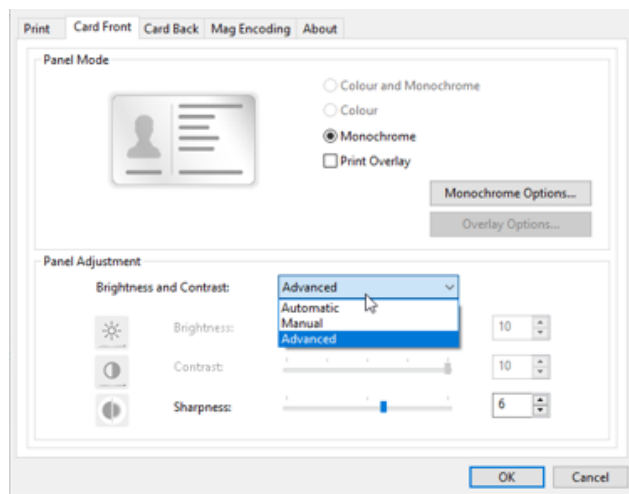 Print Card Front Card Back Mag Encoding About
Panel Mode
Colour and Monochrome
Colour
Monochrome
Print Overlay
Monochrome Options...
Overlay Options...
Panel Adjustment
Brightness and Contrast: Advanced
Automatic
Manual
Advanced
Brightness: 10
Contrast: 10
Sharpness: 6
OK Cancel